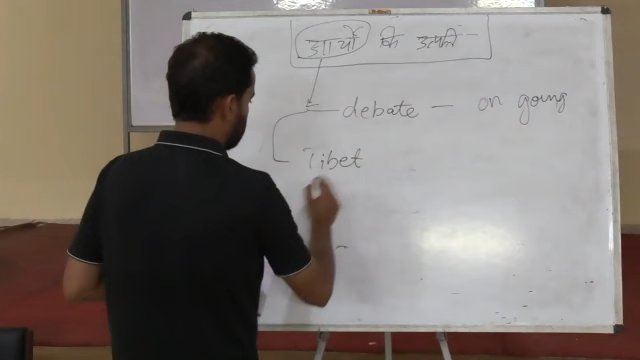 आर्यो कि उत्पत्ति
debate — on going
Tibet